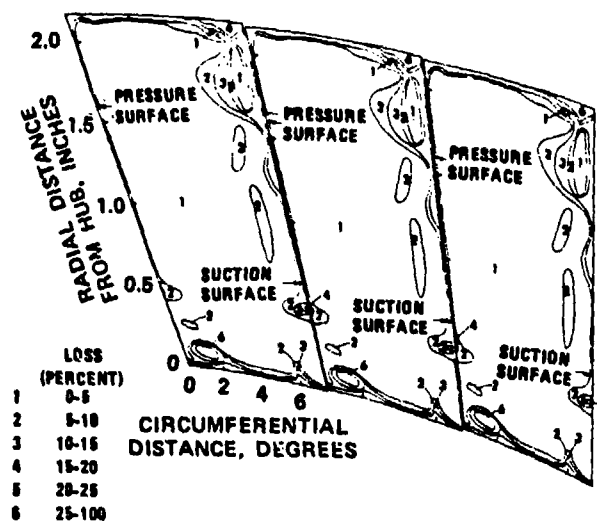 2.0
1.5
1.0
0.5
0
RADIAL DISTANCE
FROM HUB, INCHES
PRESSURE
SURFACE
PRESSURE
SURFACE
PRESSURE
SURFACE
SUCTION
SURFACE
SUCTION
SURFACE
SUCTION
SURFACE
0 2 4 6
CIRCUMFERENTIAL
DISTANCE, DEGREES
LOSS
(PERCENT)
1 0-5
2 5-10
3 10-15
4 15-20
5 20-25
6 25-100